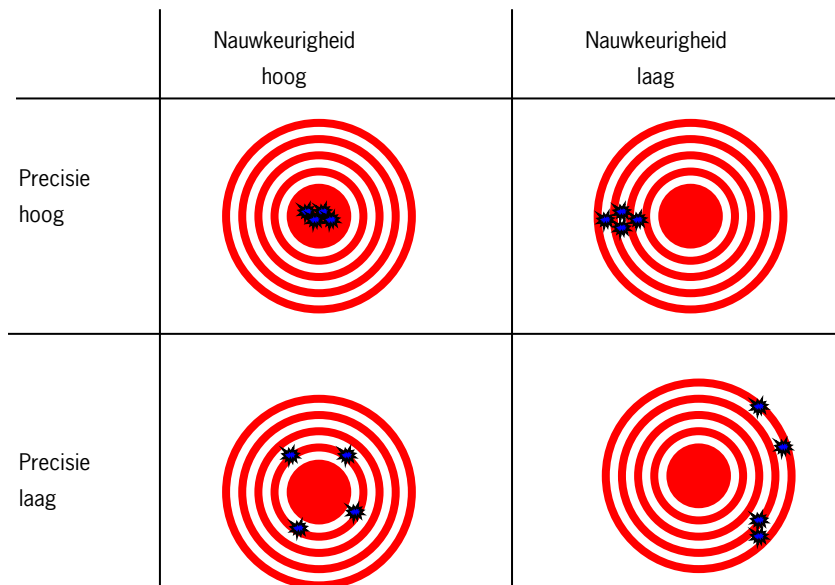 Nauwkeurigheid
hoog
Nauwkeurigheid
laag
Precisie
hoog
Precisie
laag